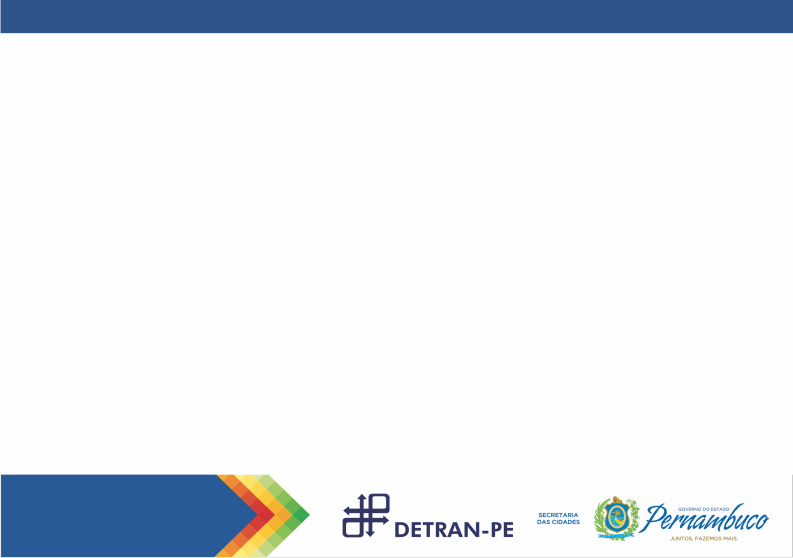 DETRAN-PE
SECRETARIA
DAS CIDADES
GOVERNO DO ESTADO
Pernambuco
JUNTOS, FAZEMOS MAIS.